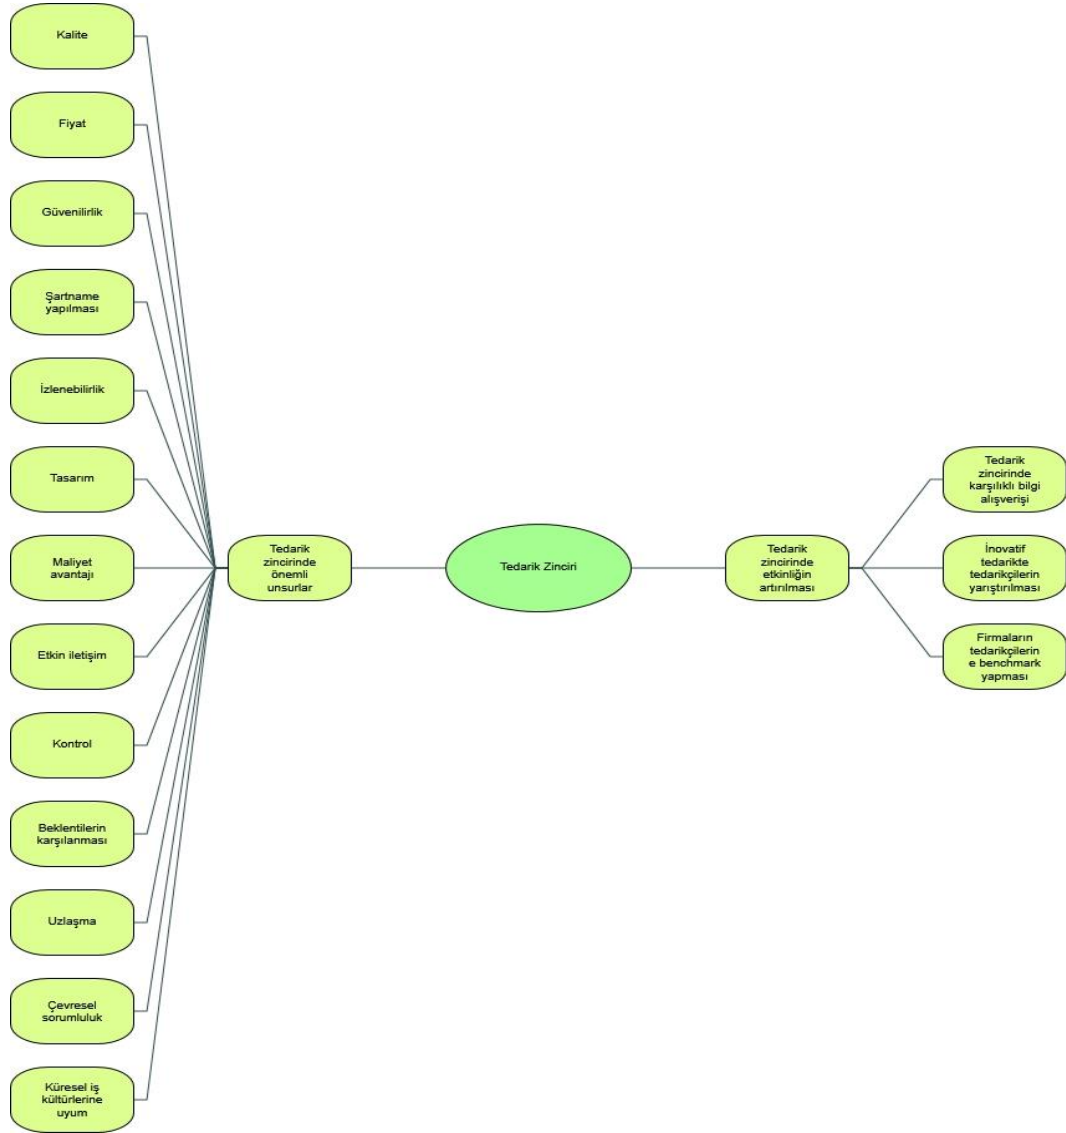 Kalite
Fiyat
Güvenilirlik
Şartname
yapılması
İzlenebilirlik
Tasarım
Maliyet
avantajı
Etkin iletişim
Kontrol
Beklentilerin
karşılanması
Uzlaşma
Çevresel
sorumluluk
Küresel iş
kültürlerine
uyum
Tedarik
zincirinde
önemli
unsurlar
Tedarik Zinciri
Tedarik
zincirinde
etkinliğin
artırılması
Tedarik
zincirinde
karşılıklı bilgi
alışverişi
İnovatif
tedarikte
tedarikçilerin
yarıştırılması
Firmaların
tedarikçilerin
e benchmark
yapması